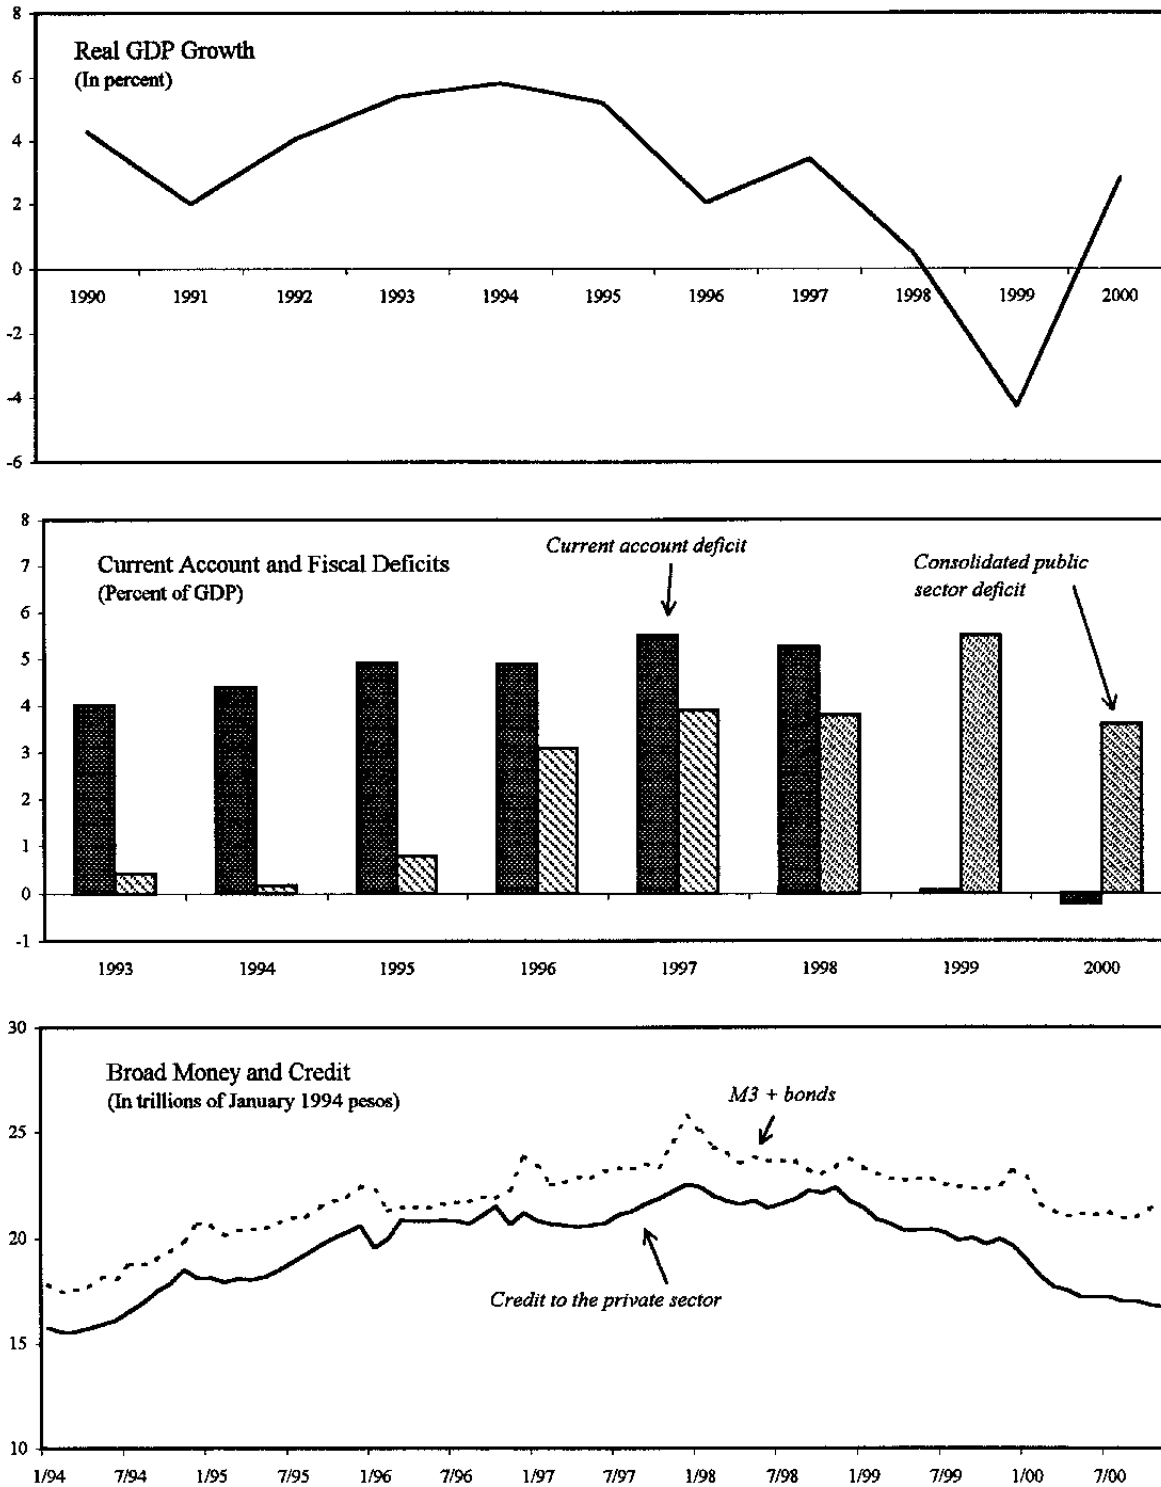 8
Real GDP Growth
(In percent)
6
4
2
0
1990 1991 1992 1993 1994 1995 1996 1997 1998 1999 2000
-2
-4
-6
8
Current account deficit
Current Account and Fiscal Deficits
(Percent of GDP)
Consolidated public
sector deficit
7
6
5
4
3
2
1
0
-1
1993 1994 1995 1996 1997 1998 1999 2000
30
Broad Money and Credit
(In trillions of January 1994 pesos)
M3 + bonds
25
20
Credit to the private sector
15
10
1/94 7/94 1/95 7/95 1/96 7/96 1/97 7/97 1/98 7/98 1/99 7/99 1/00 7/00